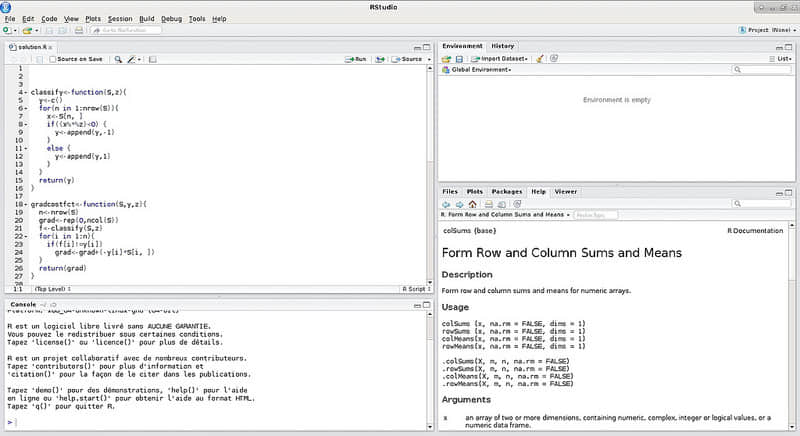 RStudio
File Edit Code View Plots Session Build Debug Tools Help
Go to file/function
Project: (None)
solution.R ×
Source on Save
Run
Source
1
2
3
4 classify<-function(S,z){
5 y<-c()
6 for(n in 1:nrow(S)){
7 x<-S[n, ]
8 if((x%*%z)<0) {
9 y<-append(y,-1)
10 }
11 else {
12 y<-append(y,1)
13 }
14 }
15 return(y)
16 }
17
18 gradcostfct<-function(S,y,z){
19 n<-nrow(S)
20 grad<-rep(0,ncol(S))
21 f<-classify(S,z)
22 for(i in 1:n){
23 if(f[i]!=y[i])
24 grad<-grad+(-y[i]*S[i, ])
25 }
26 return(grad)
27 }
28
1:1 (Top Level) R Script
Console ~/
Platform: x86_64-unknown-linux-gnu (64-bit)
R est un logiciel libre livré sans AUCUNE GARANTIE.
Vous pouvez le redistribuer sous certaines conditions.
Tapez 'license()' ou 'licence()' pour plus de détails.
R est un projet collaboratif avec de nombreux contributeurs.
Tapez 'contributors()' pour plus d'information et
'citation()' pour la façon de le citer dans les publications.
Tapez 'demo()' pour des démonstrations, 'help()' pour l'aide
en ligne ou 'help.start()' pour obtenir l'aide au format HTML.
Tapez 'q()' pour quitter R.
>
Environment History
Import Dataset
List
Global Environment
Environment is empty
Files Plots Packages Help Viewer
R: Form Row and Column Sums and Means
Find in Topic
colSums {base} R Documentation
Form Row and Column Sums and Means
Description
Form row and column sums and means for numeric arrays.
Usage
colSums (x, na.rm = FALSE, dims = 1)
rowSums (x, na.rm = FALSE, dims = 1)
colMeans(x, na.rm = FALSE, dims = 1)
rowMeans(x, na.rm = FALSE, dims = 1)
.colSums(X, m, n, na.rm = FALSE)
.rowSums(X, m, n, na.rm = FALSE)
.colMeans(X, m, n, na.rm = FALSE)
.rowMeans(X, m, n, na.rm = FALSE)
Arguments
x an array of two or more dimensions, containing numeric, complex, integer or logical values, or a
numeric data frame.